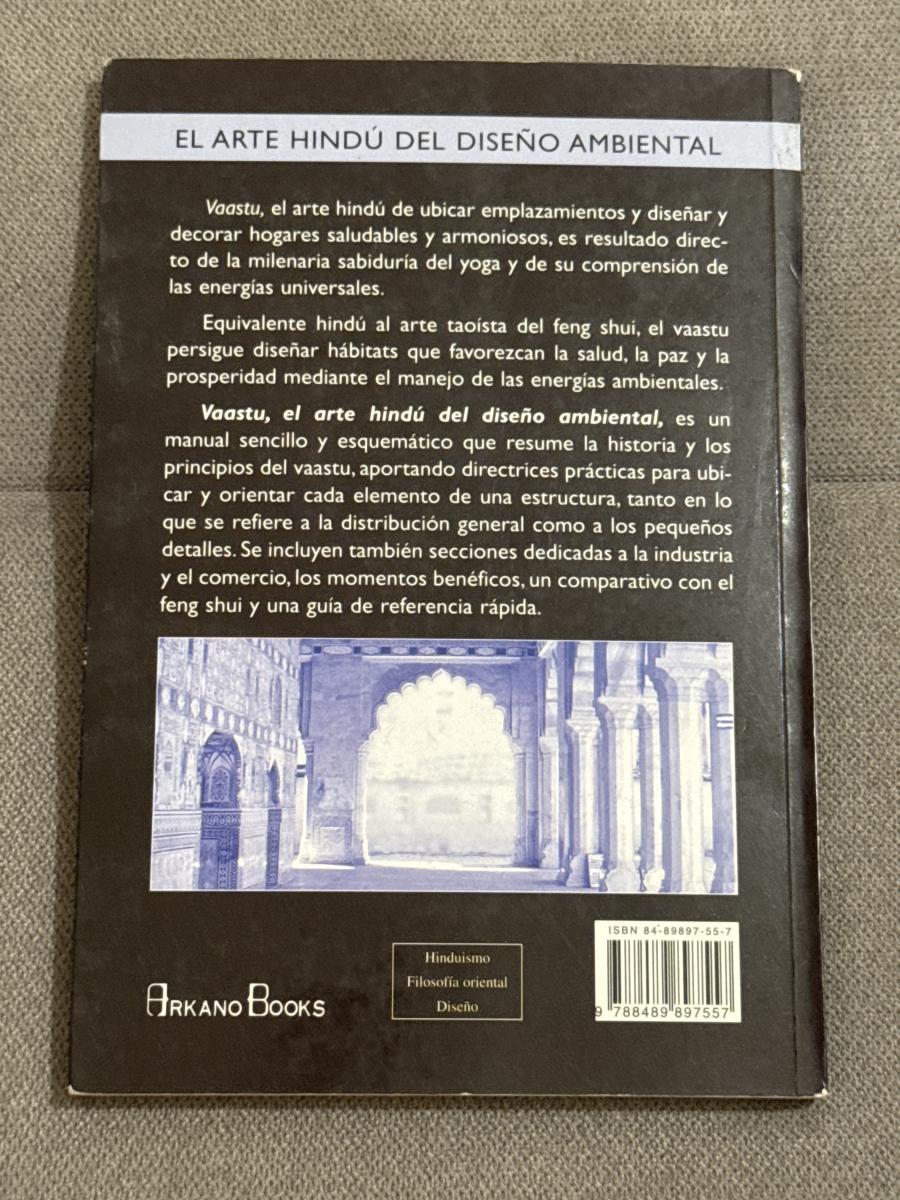 EL ARTE HINDÚ DEL DISEÑO AMBIENTAL
Vaastu, el arte hindú de ubicar emplazamientos y diseñar y
decorar hogares saludables y armoniosos, es resultado direc-
to de la milenaria sabiduría del yoga y de su comprensión de
las energías universales.
Equivalente hindú al arte taoísta del feng shui, el vaastu
persigue diseñar hábitats que favorezcan la salud, la paz y la
prosperidad mediante el manejo de las energías ambientales.
Vaastu, el arte hindú del diseño ambiental, es un
manual sencillo y esquemático que resume la historia y los
principios del vaastu, aportando directrices prácticas para ubi-
car y orientar cada elemento de una estructura, tanto en lo
que se refiere a la distribución general como a los pequeños
detalles. Se incluyen también secciones dedicadas a la industria
y el comercio, los momentos benéficos, un comparativo con el
feng shui y una guía de referencia rápida.
ARKANO BOOKS
Hinduismo
Filosofía oriental
Diseño
ISBN 84-89897-55-7
9 788489 897557